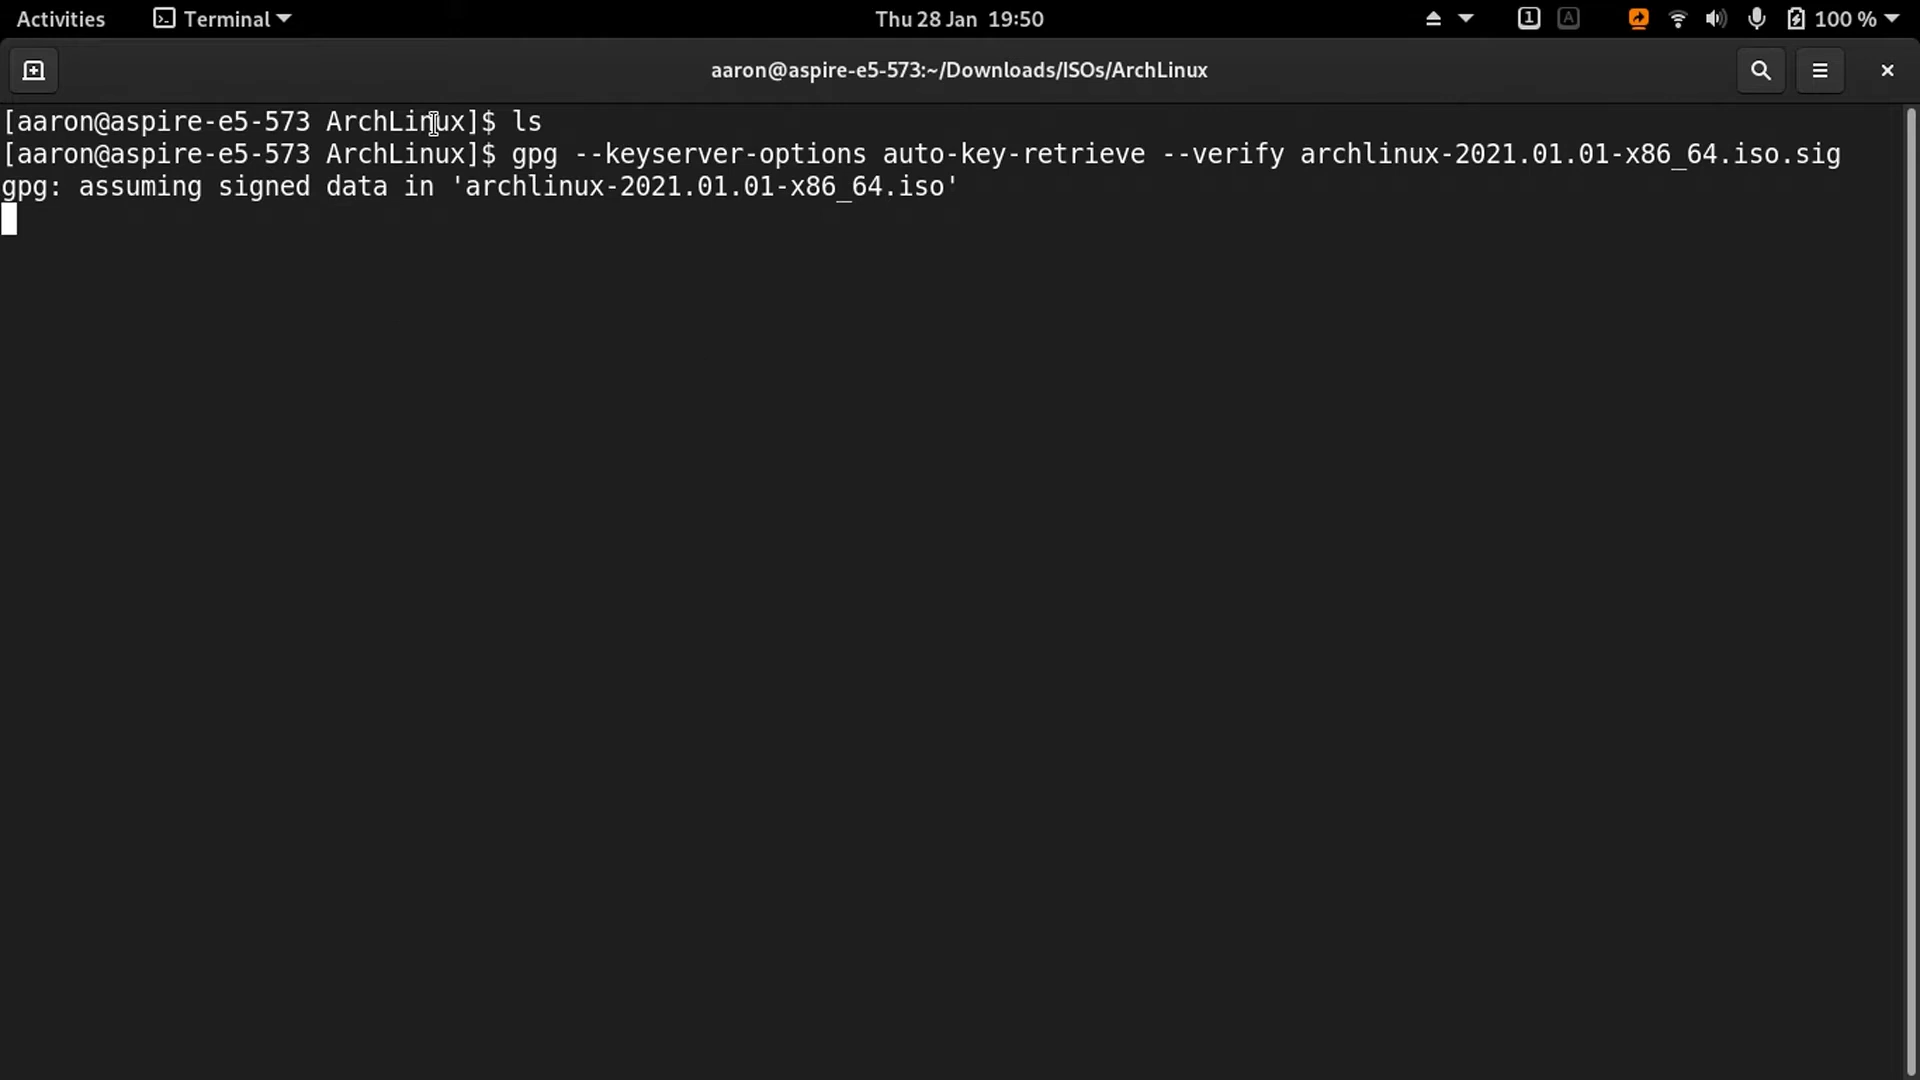 Activities Terminal Thu 28 Jan 19:50 1 A 100 %
aaron@aspire-e5-573:~/Downloads/ISOs/ArchLinux
[aaron@aspire-e5-573 ArchLinux]$ ls
[aaron@aspire-e5-573 ArchLinux]$ gpg --keyserver-options auto-key-retrieve --verify archlinux-2021.01.01-x86_64.iso.sig
gpg: assuming signed data in 'archlinux-2021.01.01-x86_64.iso'